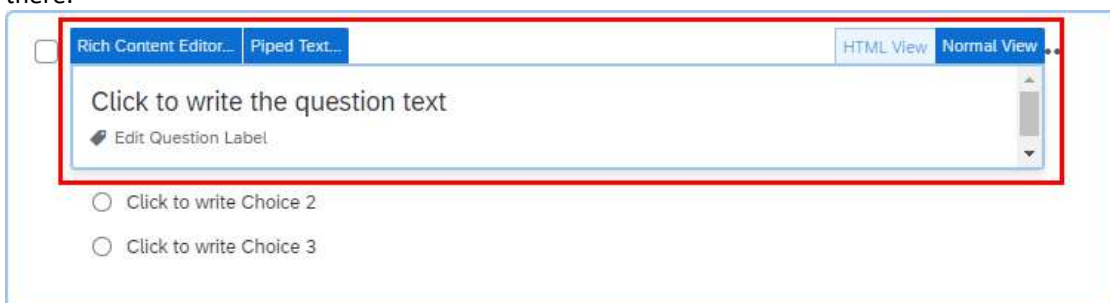 there.
Rich Content Editor... Piped Text... HTML View Normal View
Click to write the question text
Edit Question Label
Click to write Choice 2
Click to write Choice 3